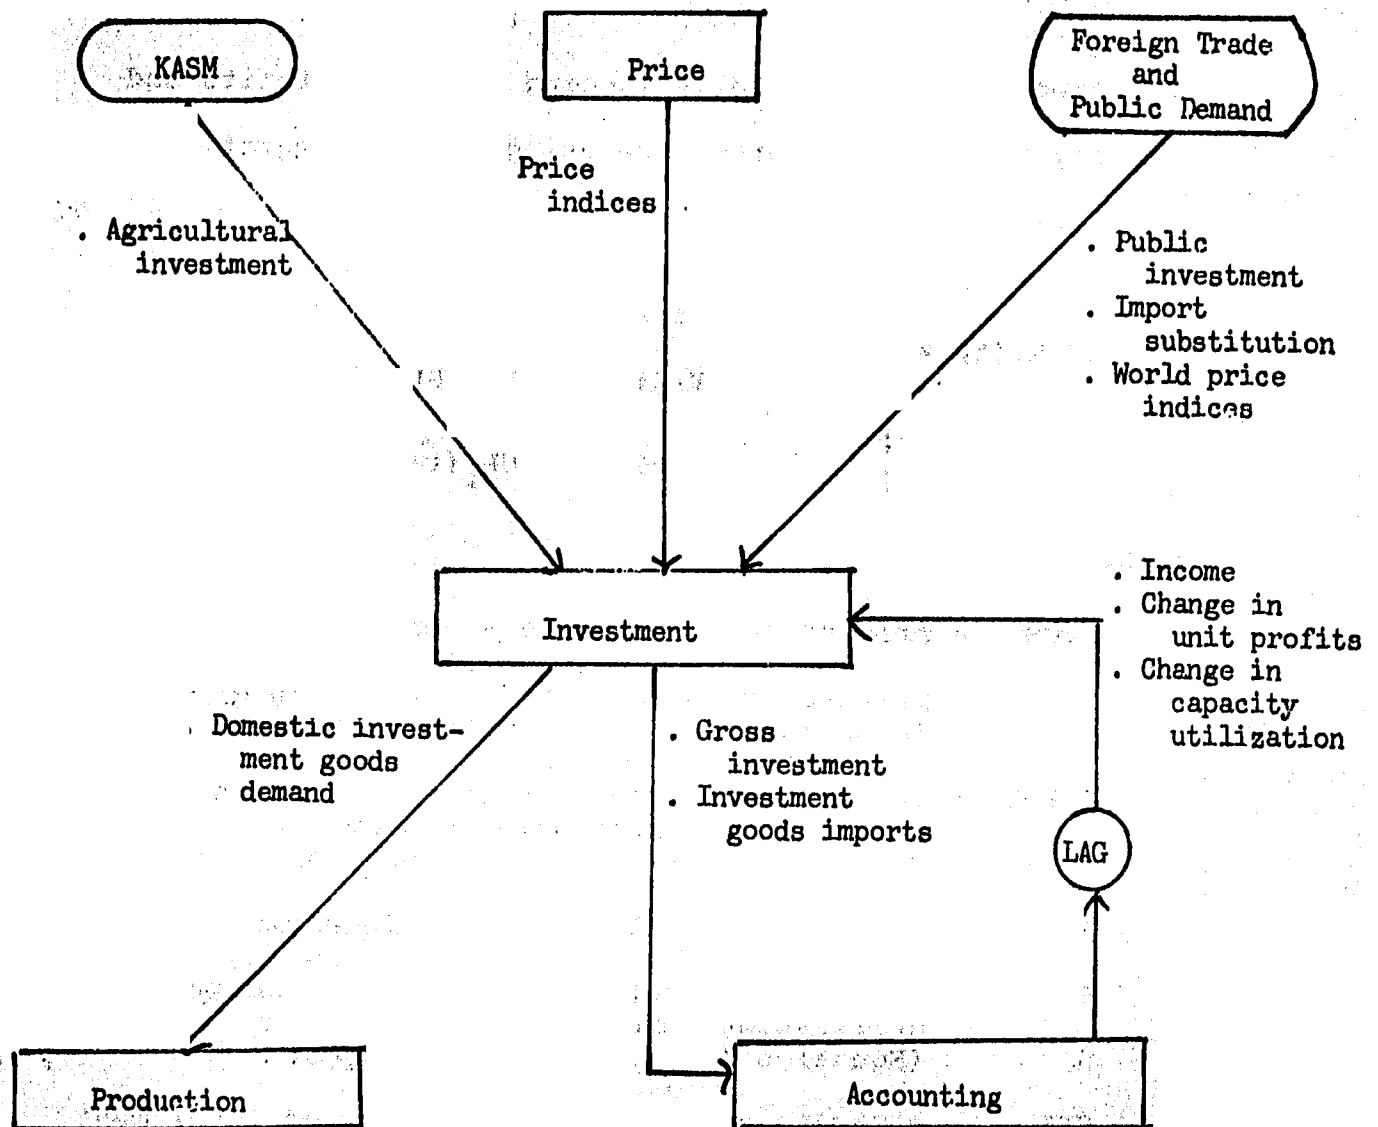 KASM
Price
Foreign Trade
and
Public Demand
Price
indices
. Agricultural
investment
. Public
investment
. Import
substitution
. World price
indices
Investment
. Income
. Change in
unit profits
. Change in
capacity
utilization
. Domestic invest-
ment goods
demand
. Gross
investment
. Investment
goods imports
LAG
Production
Accounting